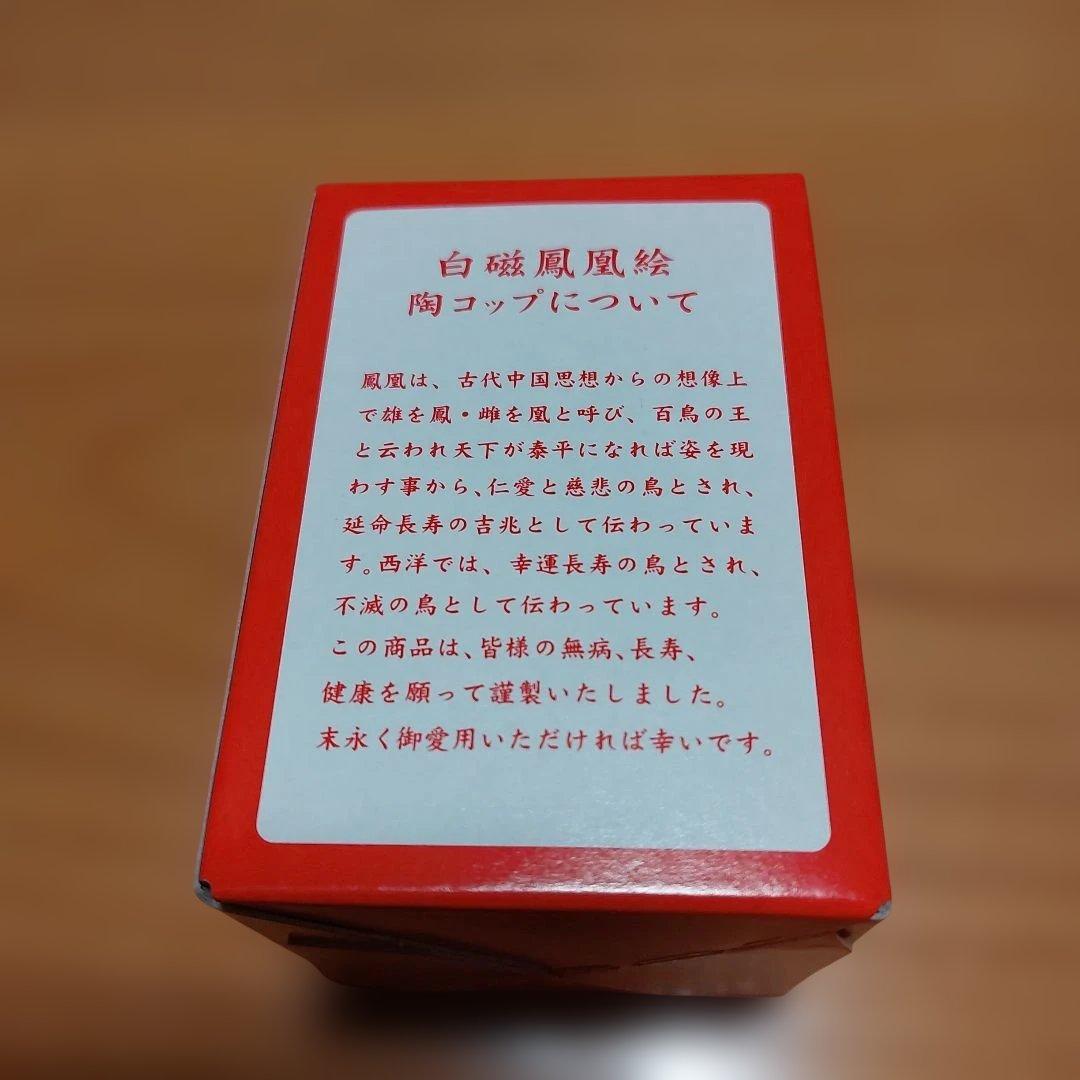 白磁鳳凰絵
陶コップについて
鳳凰は、古代中国思想からの想像上
で雄を鳳・雌を凰と呼び、百鳥の王
と云われ天下が泰平になれば姿を現
わす事から、仁愛と慈悲の鳥とされ、
延命長寿の吉兆として伝わっていま
す。西洋では、幸運長寿の鳥とされ、
不滅の鳥として伝わっています。
この商品は、皆様の無病、長寿、
健康を願って謹製いたしました。
末永く御愛用いただければ幸いです。